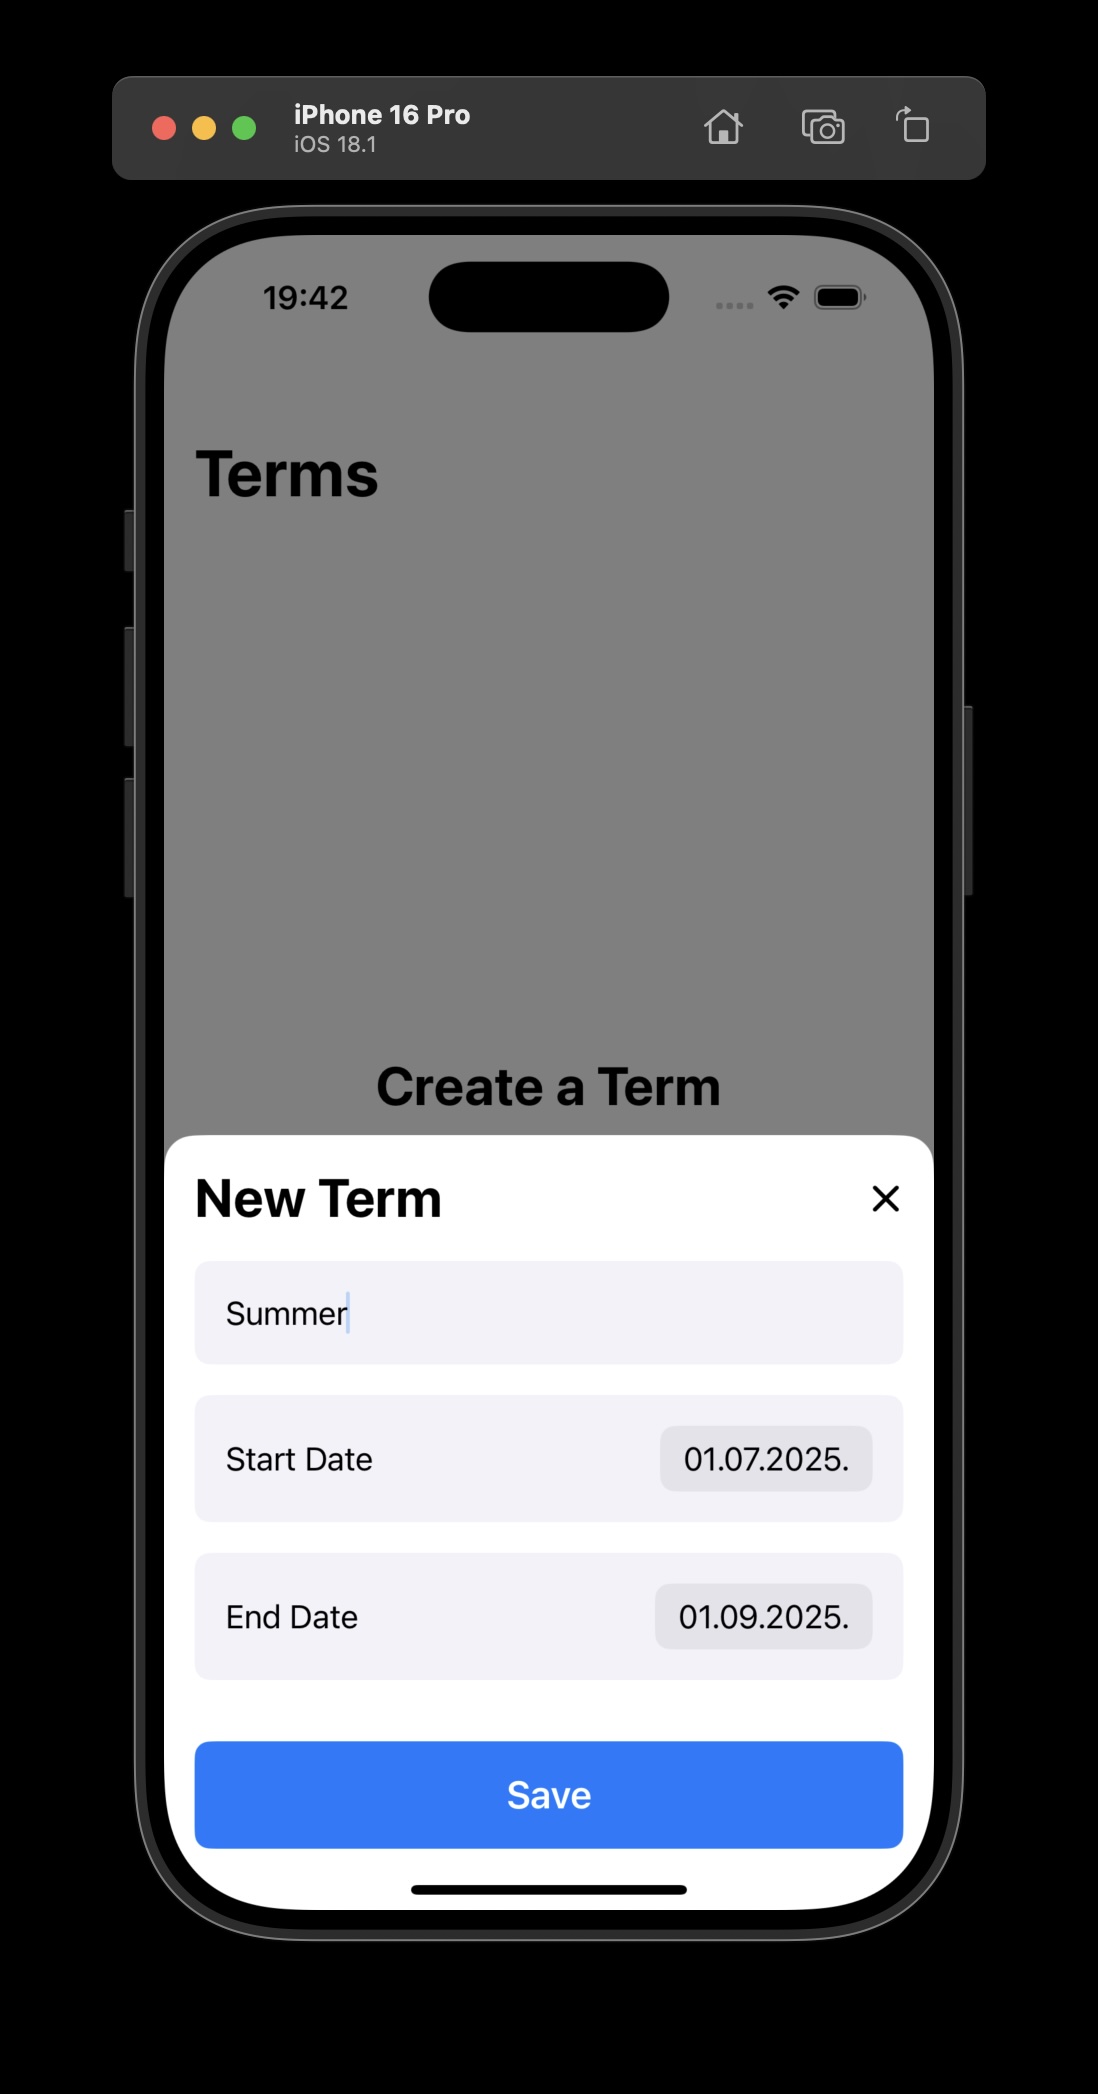 iPhone 16 Pro
iOS 18.1
19:42
Terms
Create a Term
New Term
Summer
Start Date 01.07.2025.
End Date 01.09.2025.
Save